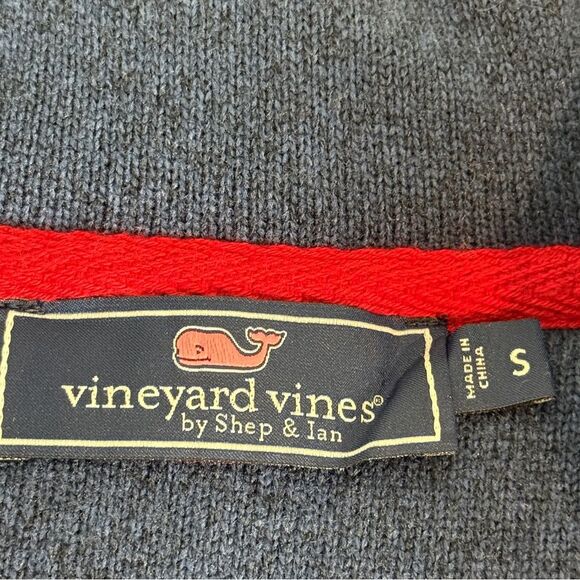 vineyard vines®
by Shep & Ian
MADE IN
CHINA
S